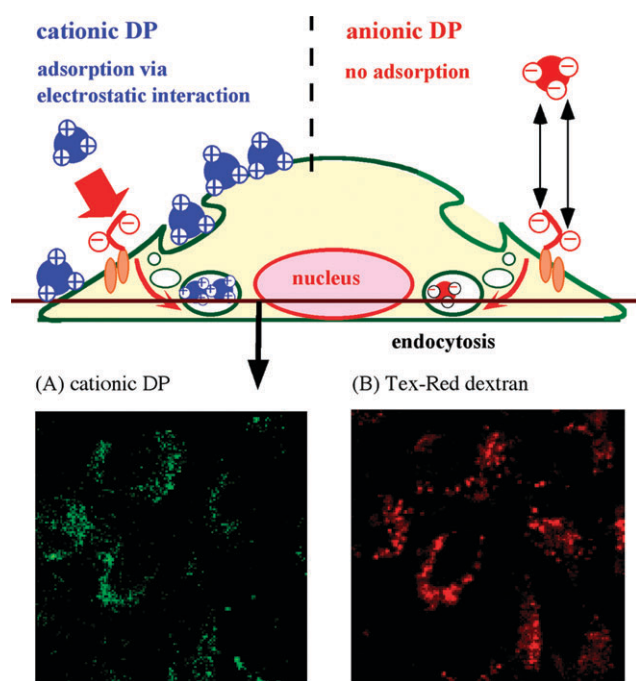 cationic DP
adsorption via
electrostatic interaction
anionic DP
no adsorption
nucleus
endocytosis
(A) cationic DP
(B) Tex-Red dextran